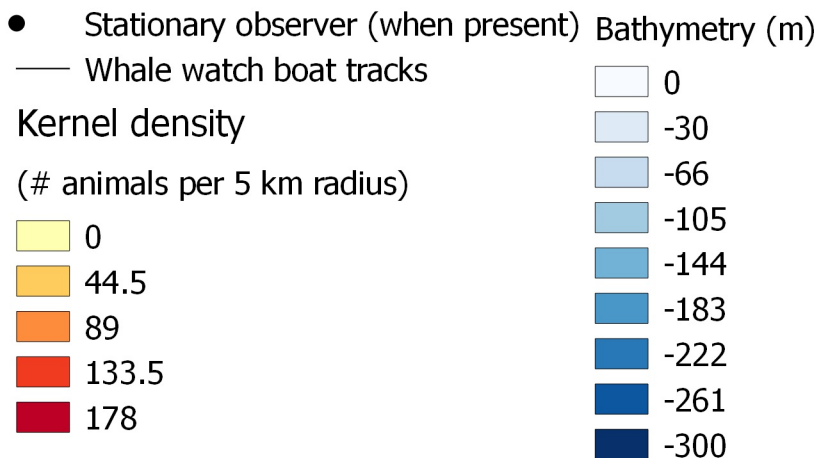 Stationary observer (when present)
Whale watch boat tracks
Kernel density
(# animals per 5 km radius)
0
44.5
89
133.5
178
Bathymetry (m)
0
-30
-66
-105
-144
-183
-222
-261
-300